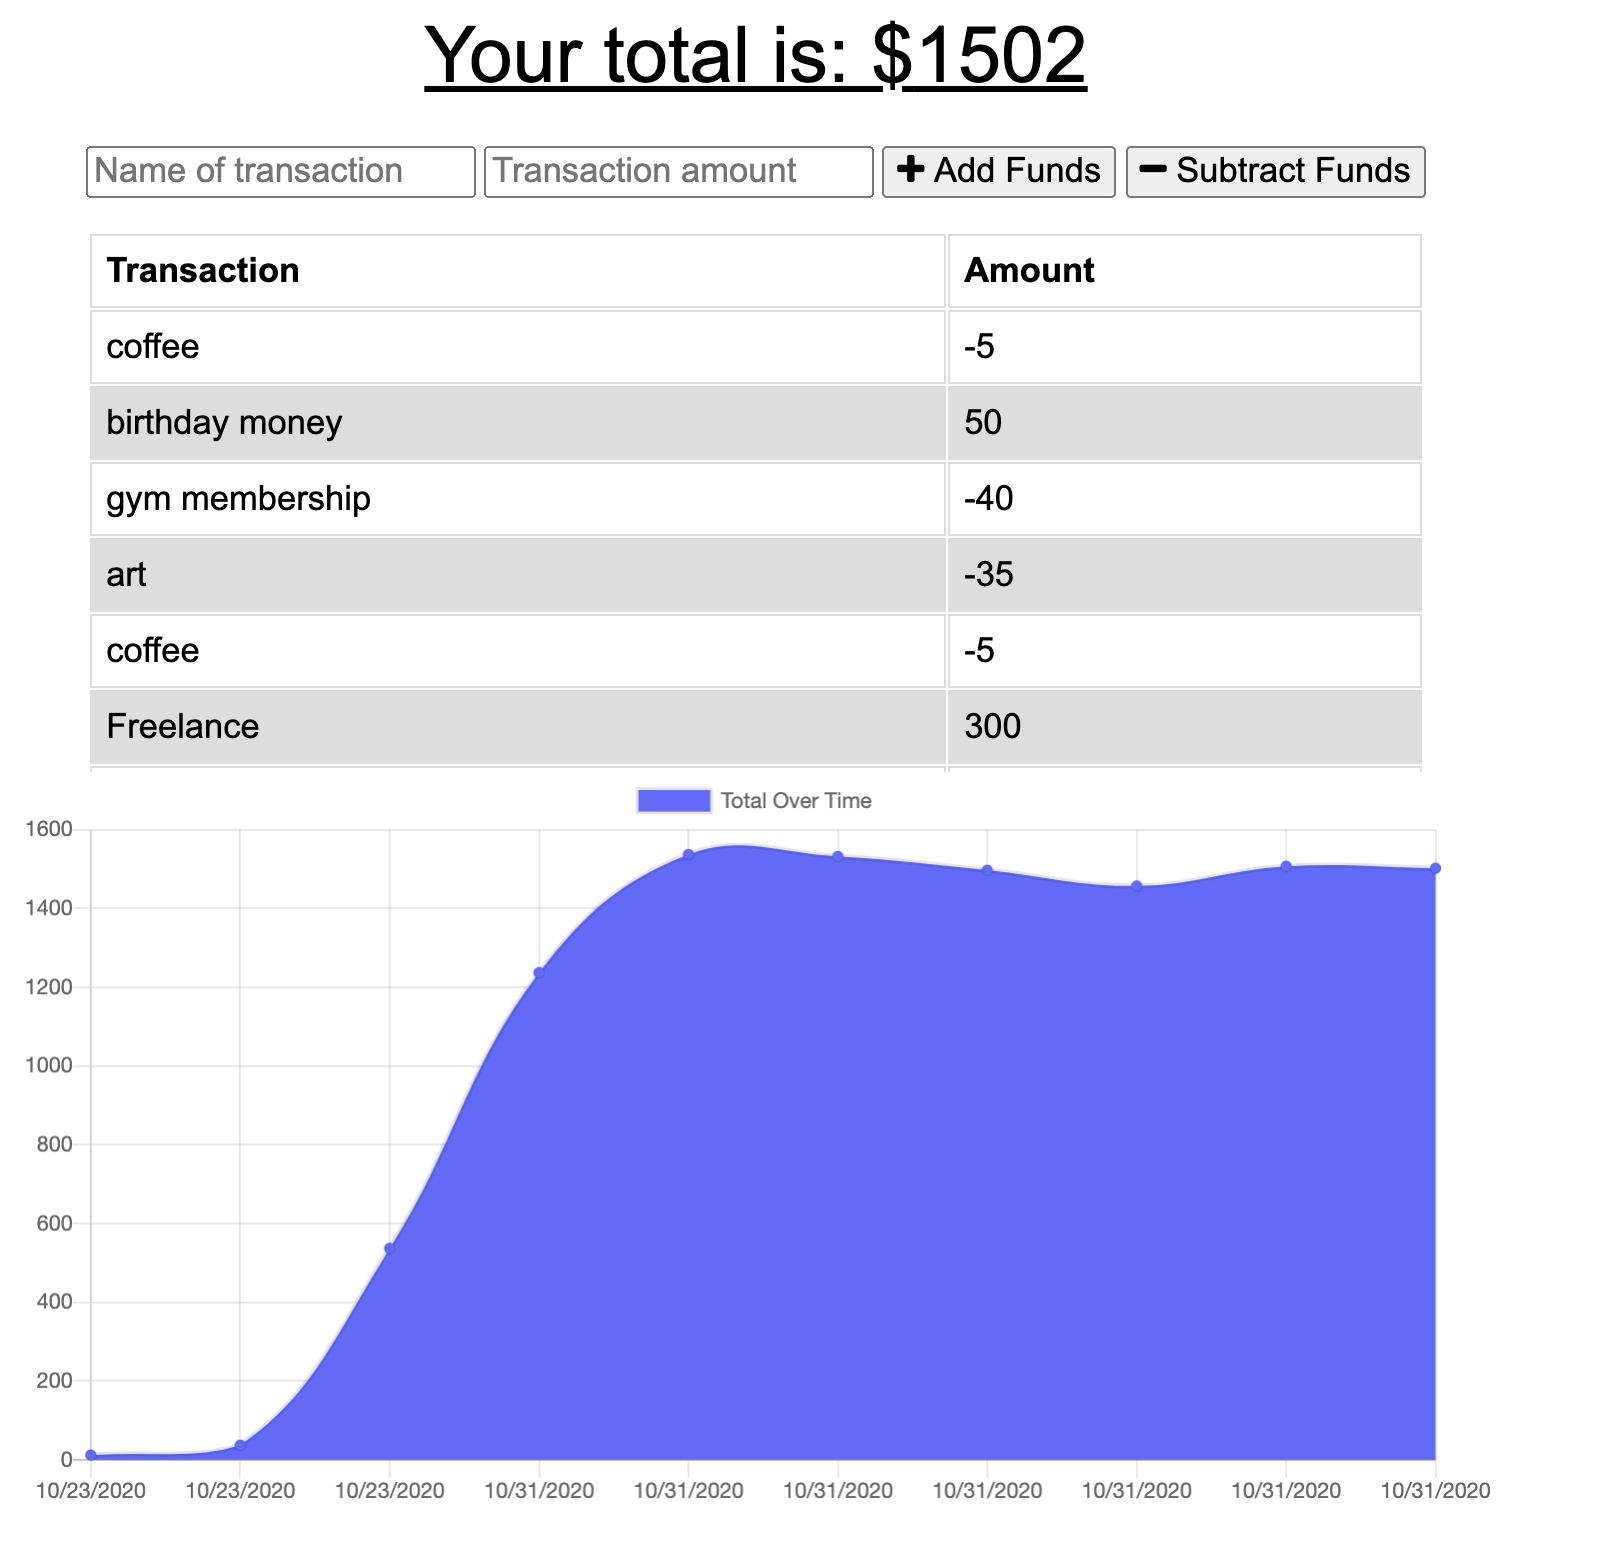 Your total is: $1502
Name of transaction Transaction amount Add Funds Subtract Funds
Transaction Amount
coffee -5
birthday money 50
gym membership -40
art -35
coffee -5
Freelance 300
Total Over Time
1600
1400
1200
1000
800
600
400
200
0
10/23/2020 10/23/2020 10/23/2020 10/31/2020 10/31/2020 10/31/2020 10/31/2020 10/31/2020 10/31/2020 10/31/2020